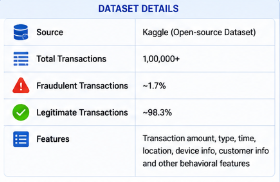 DATASET DETAILS
Source Kaggle (Open-source Dataset)
Total Transactions 1,00,000+
Fraudulent Transactions ~1.7%
Legitimate Transactions ~98.3%
Features Transaction amount, type, time,
location, device info, customer info
and other behavioral features